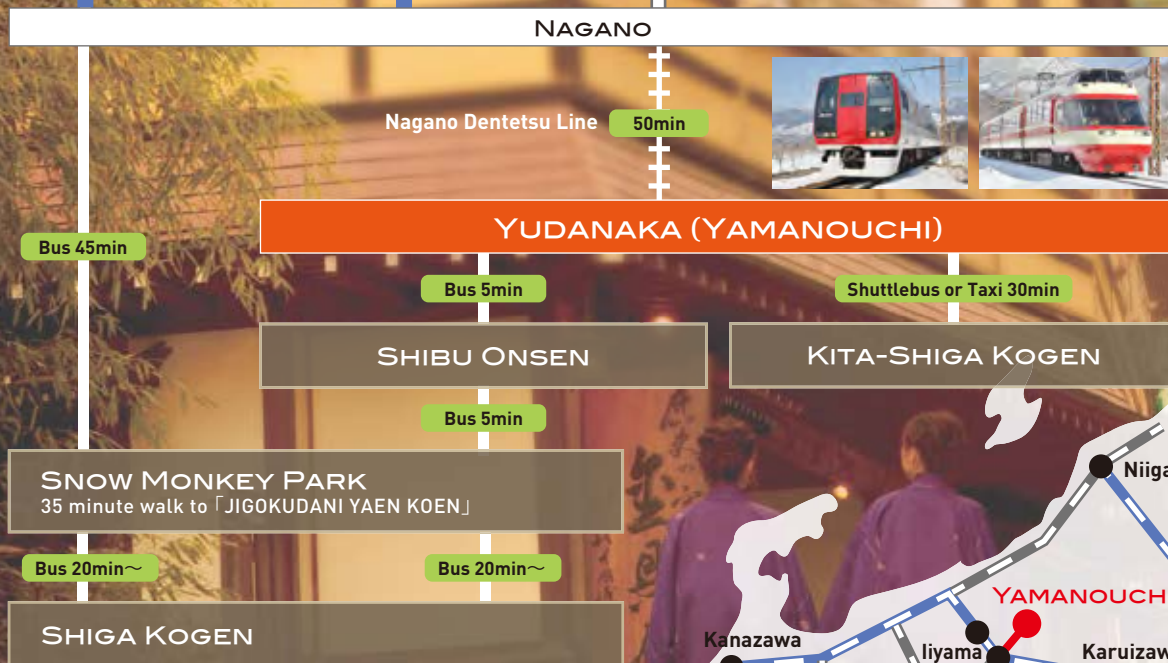 NAGANO
Nagano Dentetsu Line 50min
YUDANAKA (YAMANOUCHI)
Bus 45min
Bus 5min
Shuttlebus or Taxi 30min
SHIBU ONSEN
KITA-SHIGA KOGEN
Bus 5min
SNOW MONKEY PARK
35 minute walk to「JIGOKUDANI YAEN KOEN」
Bus 20min～
Bus 20min～
SHIGA KOGEN
Niiga
YAMANOUCH
Kanazawa
Iiyama
Karuizaw